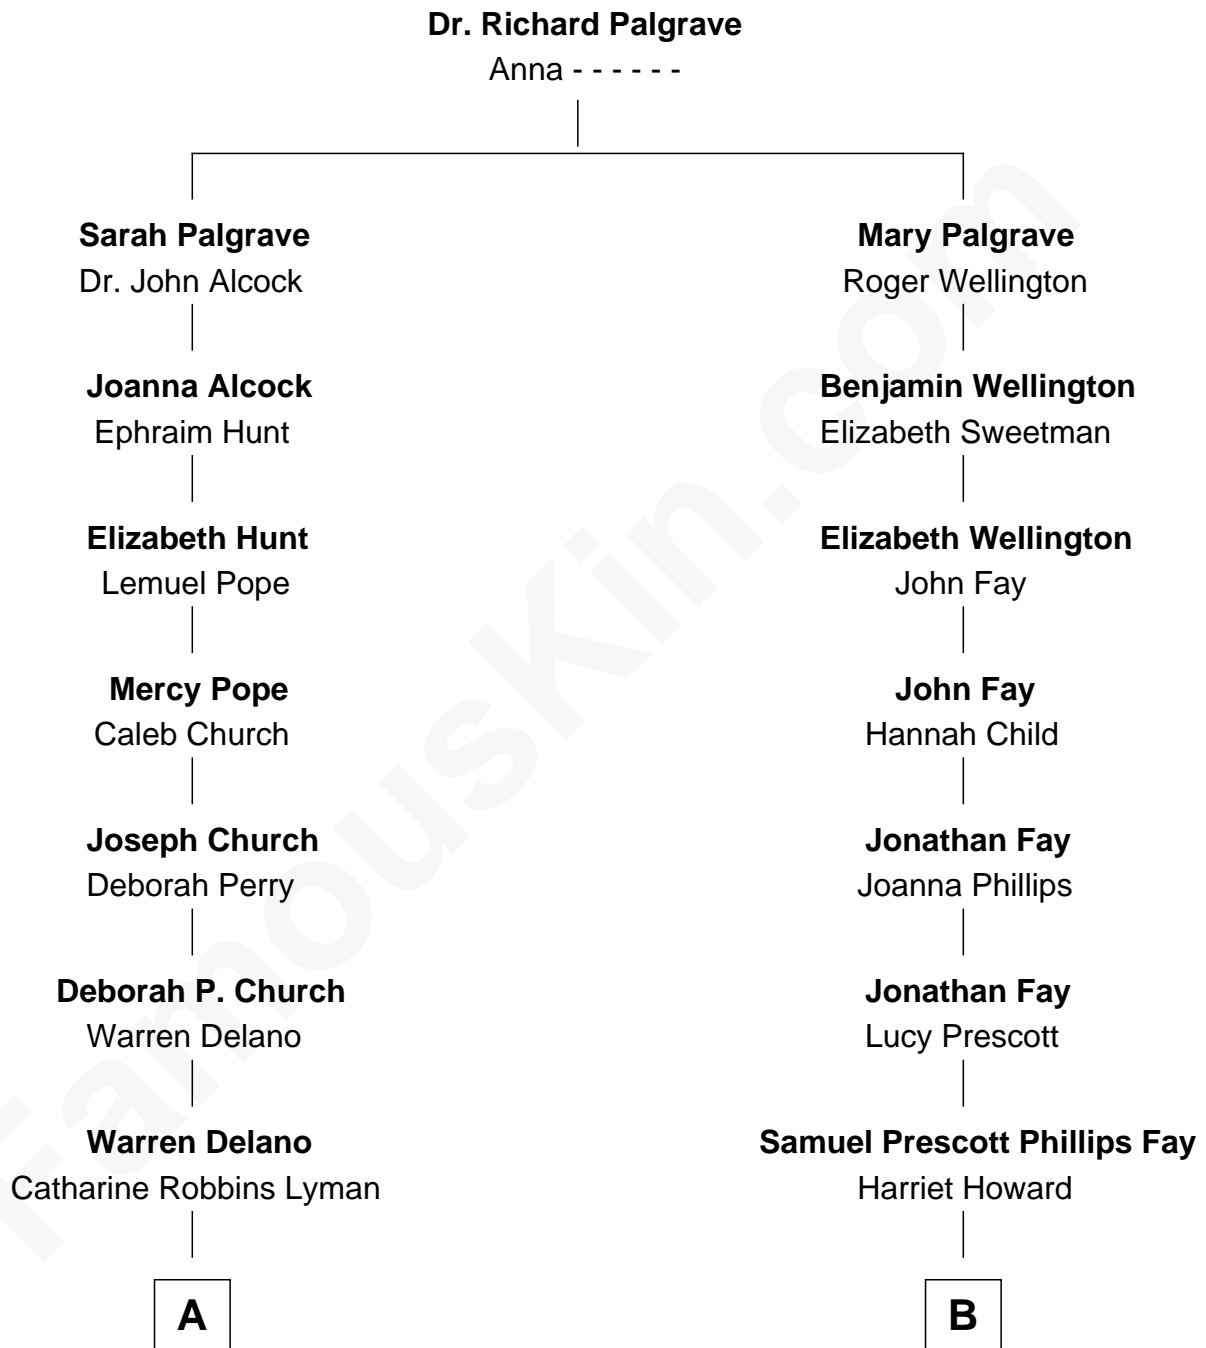 Dr. Richard Palgrave
Anna - - - - - -
Sarah Palgrave
Dr. John Alcock
Mary Palgrave
Roger Wellington
Joanna Alcock
Ephraim Hunt
Benjamin Wellington
Elizabeth Sweetman
Elizabeth Hunt
Lemuel Pope
Elizabeth Wellington
John Fay
Mercy Pope
Caleb Church
John Fay
Hannah Child
Joseph Church
Deborah Perry
Jonathan Fay
Joanna Phillips
Deborah P. Church
Warren Delano
Jonathan Fay
Lucy Prescott
Warren Delano
Catharine Robbins Lyman
Samuel Prescott Phillips Fay
Harriet Howard
A
B
FamousKin.com